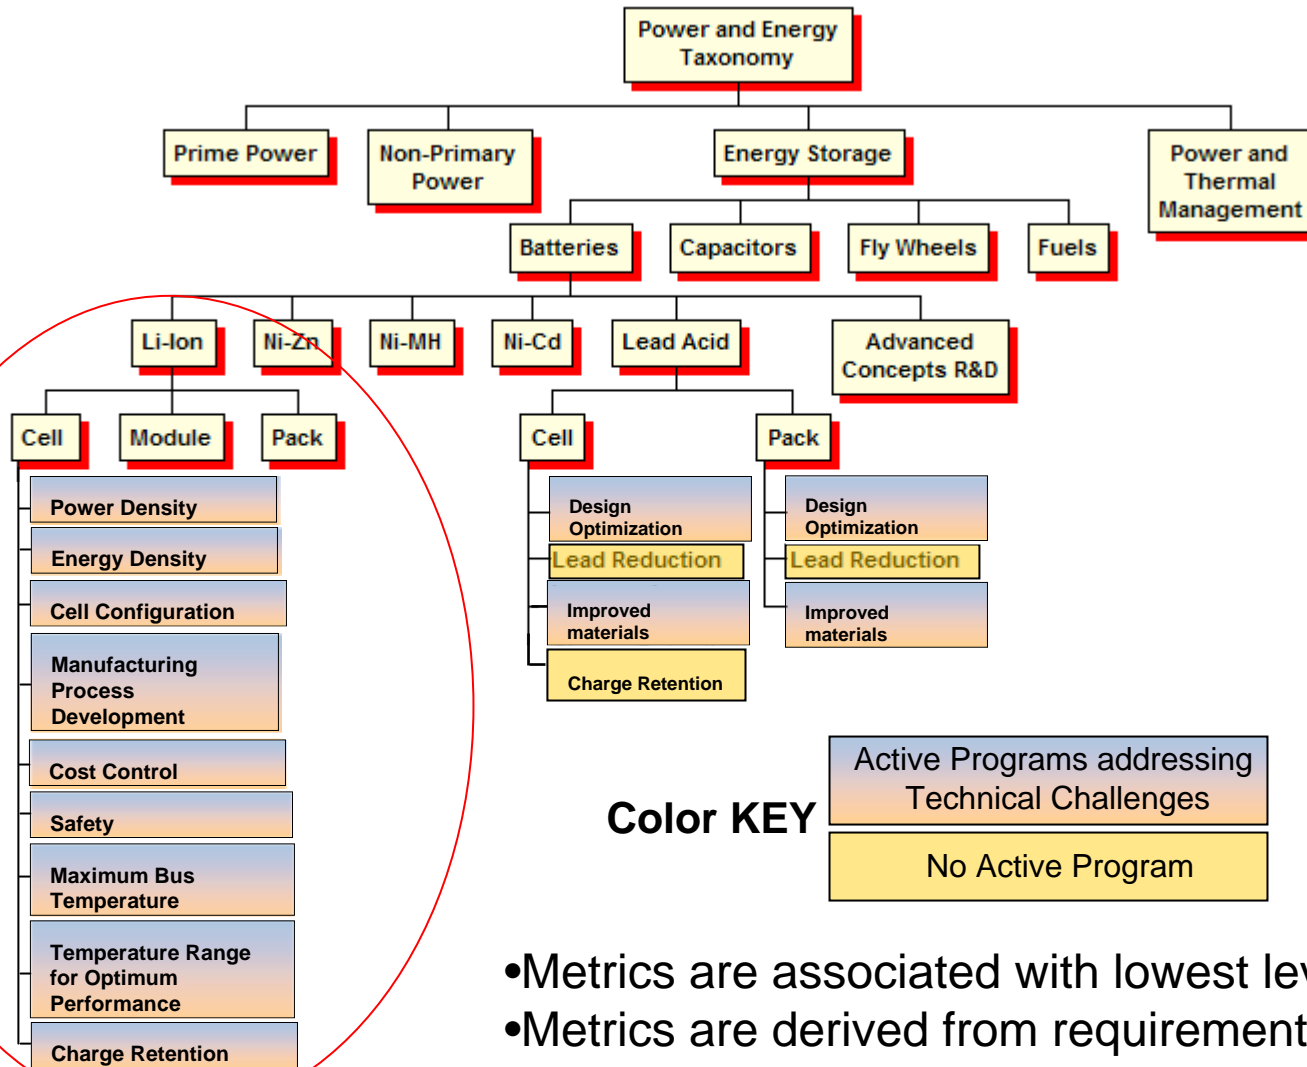 Power and Energy
Taxonomy
Prime Power
Non-Primary
Power
Energy Storage
Power and
Thermal
Management
Batteries
Capacitors
Fly Wheels
Fuels
Li-Ion
Ni-Zn
Ni-MH
Ni-Cd
Lead Acid
Advanced
Concepts R&D
Cell
Module
Pack
Cell
Pack
Power Density
Energy Density
Cell Configuration
Manufacturing
Process
Development
Cost Control
Safety
Maximum Bus
Temperature
Temperature Range
for Optimum
Performance
Charge Retention
Design
Optimization
Lead Reduction
Improved
materials
Charge Retention
Design
Optimization
Lead Reduction
Improved
materials
Color KEY
Active Programs addressing
Technical Challenges
No Active Program
•Metrics are associated with lowest
•Metrics are derived from requirement